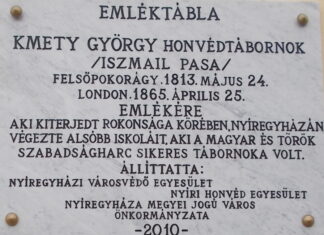 EMLÉKTÁBLA
KMETY GYÖRGY HONVÉDTÁBORNOK
/ISZMAIL PASA/
FELSŐPOKORÁGY. 1813. MÁJUS 24.
LONDON. 1865. ÁPRILIS 25.
EMLÉKÉRE
AKI KITERJEDT ROKONSÁGA KÖRÉBEN, NYÍREGYHÁZÁN
VÉGEZTE ALSÓBB ISKOLÁIT, AKI A MAGYAR ÉS TÖRÖK
SZABADSÁGHARC SIKERES TÁBORNOKA VOLT.
ÁLLÍTTATTA:
NYÍREGYHÁZI VÁROSVÉDŐ EGYESÜLET
NYÍRI HONVÉD EGYESÜLET
NYÍREGYHÁZA MEGYEI JOGÚ VÁROS
ÖNKORMÁNYZATA
-2010-